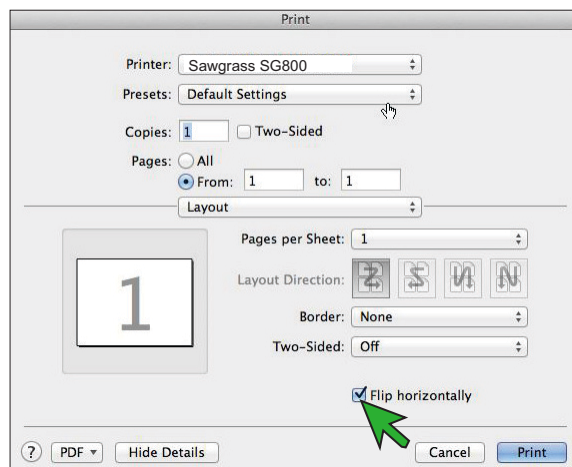 Print
Printer: Sawgrass SG800
Presets: Default Settings
Copies: 1 Two-Sided
Pages: All
From: 1 to: 1
Layout
Pages per Sheet: 1
Layout Direction:
Border: None
Two-Sided: Off
1
Flip horizontally
? PDF Hide Details Cancel Print